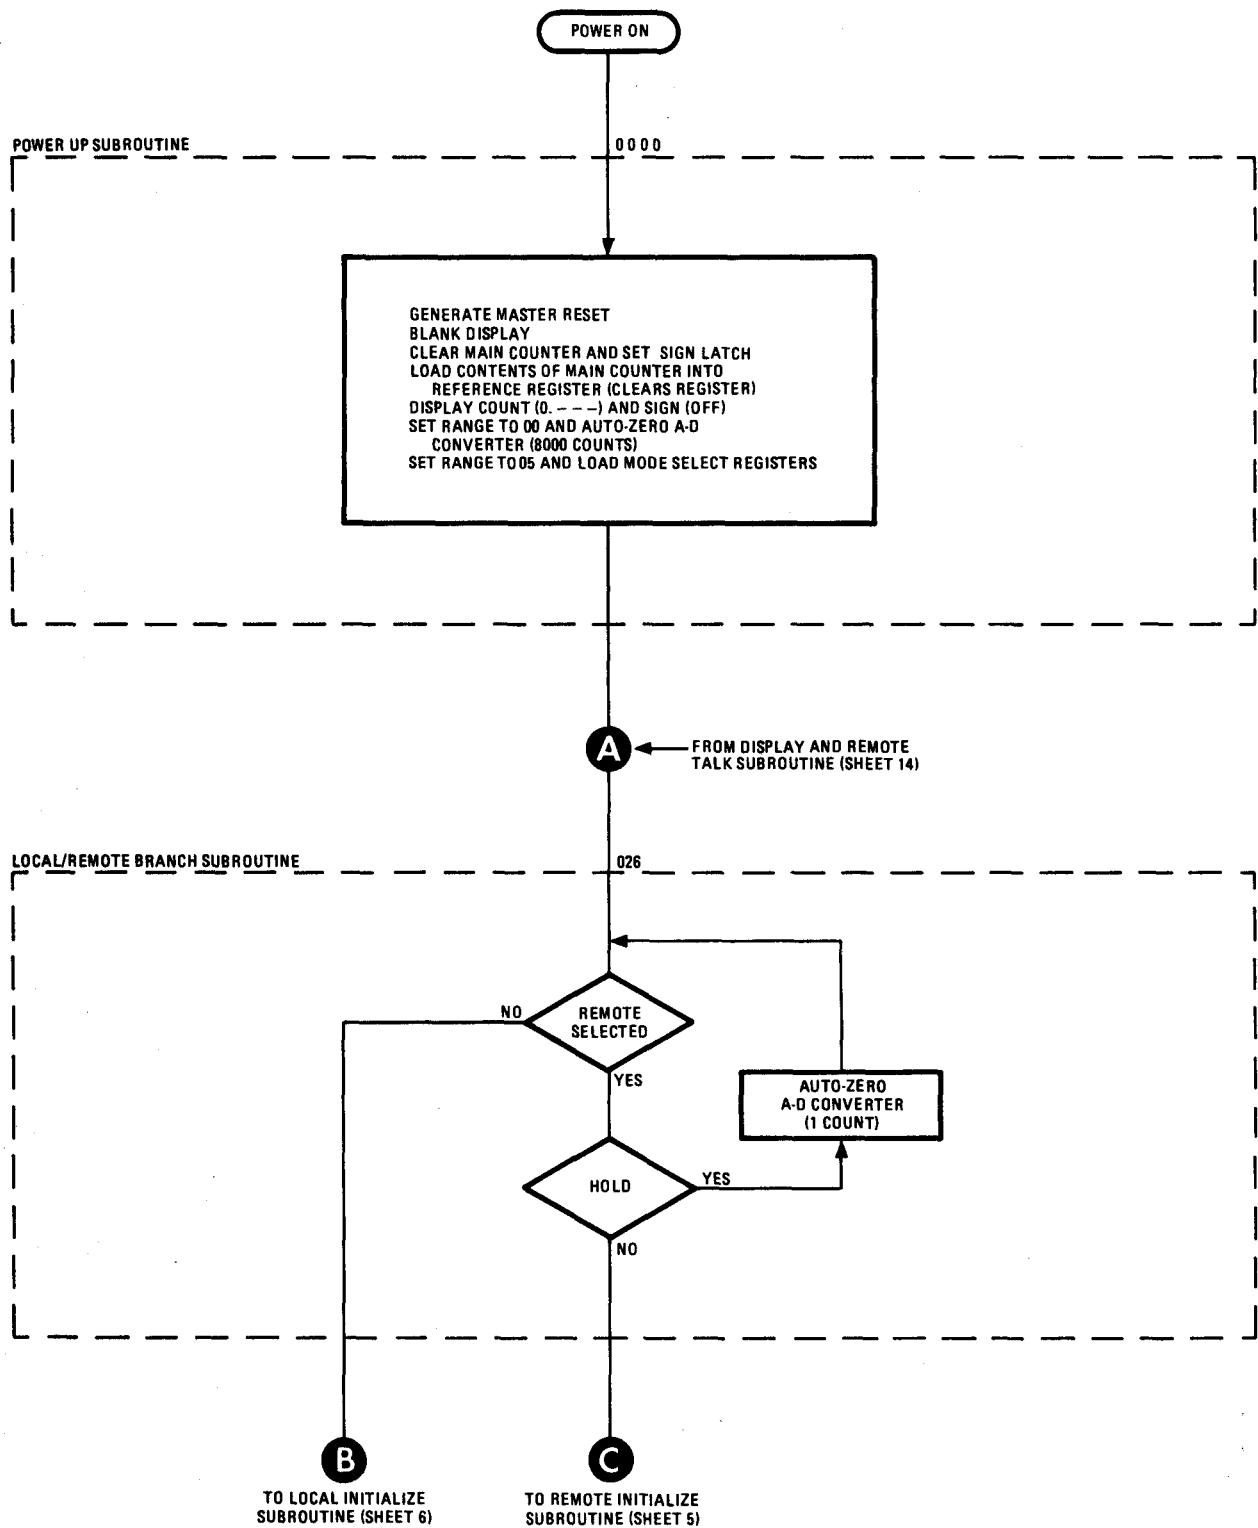 POWER ON
POWER UP SUBROUTINE
0000
GENERATE MASTER RESET
BLANK DISPLAY
CLEAR MAIN COUNTER AND SET SIGN LATCH
LOAD CONTENTS OF MAIN COUNTER INTO
REFERENCE REGISTER (CLEARS REGISTER)
DISPLAY COUNT (0. – – –) AND SIGN (OFF)
SET RANGE TO 00 AND AUTO-ZERO A-D
CONVERTER (8000 COUNTS)
SET RANGE TO 05 AND LOAD MODE SELECT REGISTERS
A
FROM DISPLAY AND REMOTE
TALK SUBROUTINE (SHEET 14)
LOCAL/REMOTE BRANCH SUBROUTINE
026
NO
REMOTE
SELECTED
YES
AUTO-ZERO
A-D CONVERTER
(1 COUNT)
HOLD
YES
NO
B
TO LOCAL INITIALIZE
SUBROUTINE (SHEET 6)
C
TO REMOTE INITIALIZE
SUBROUTINE (SHEET 5)